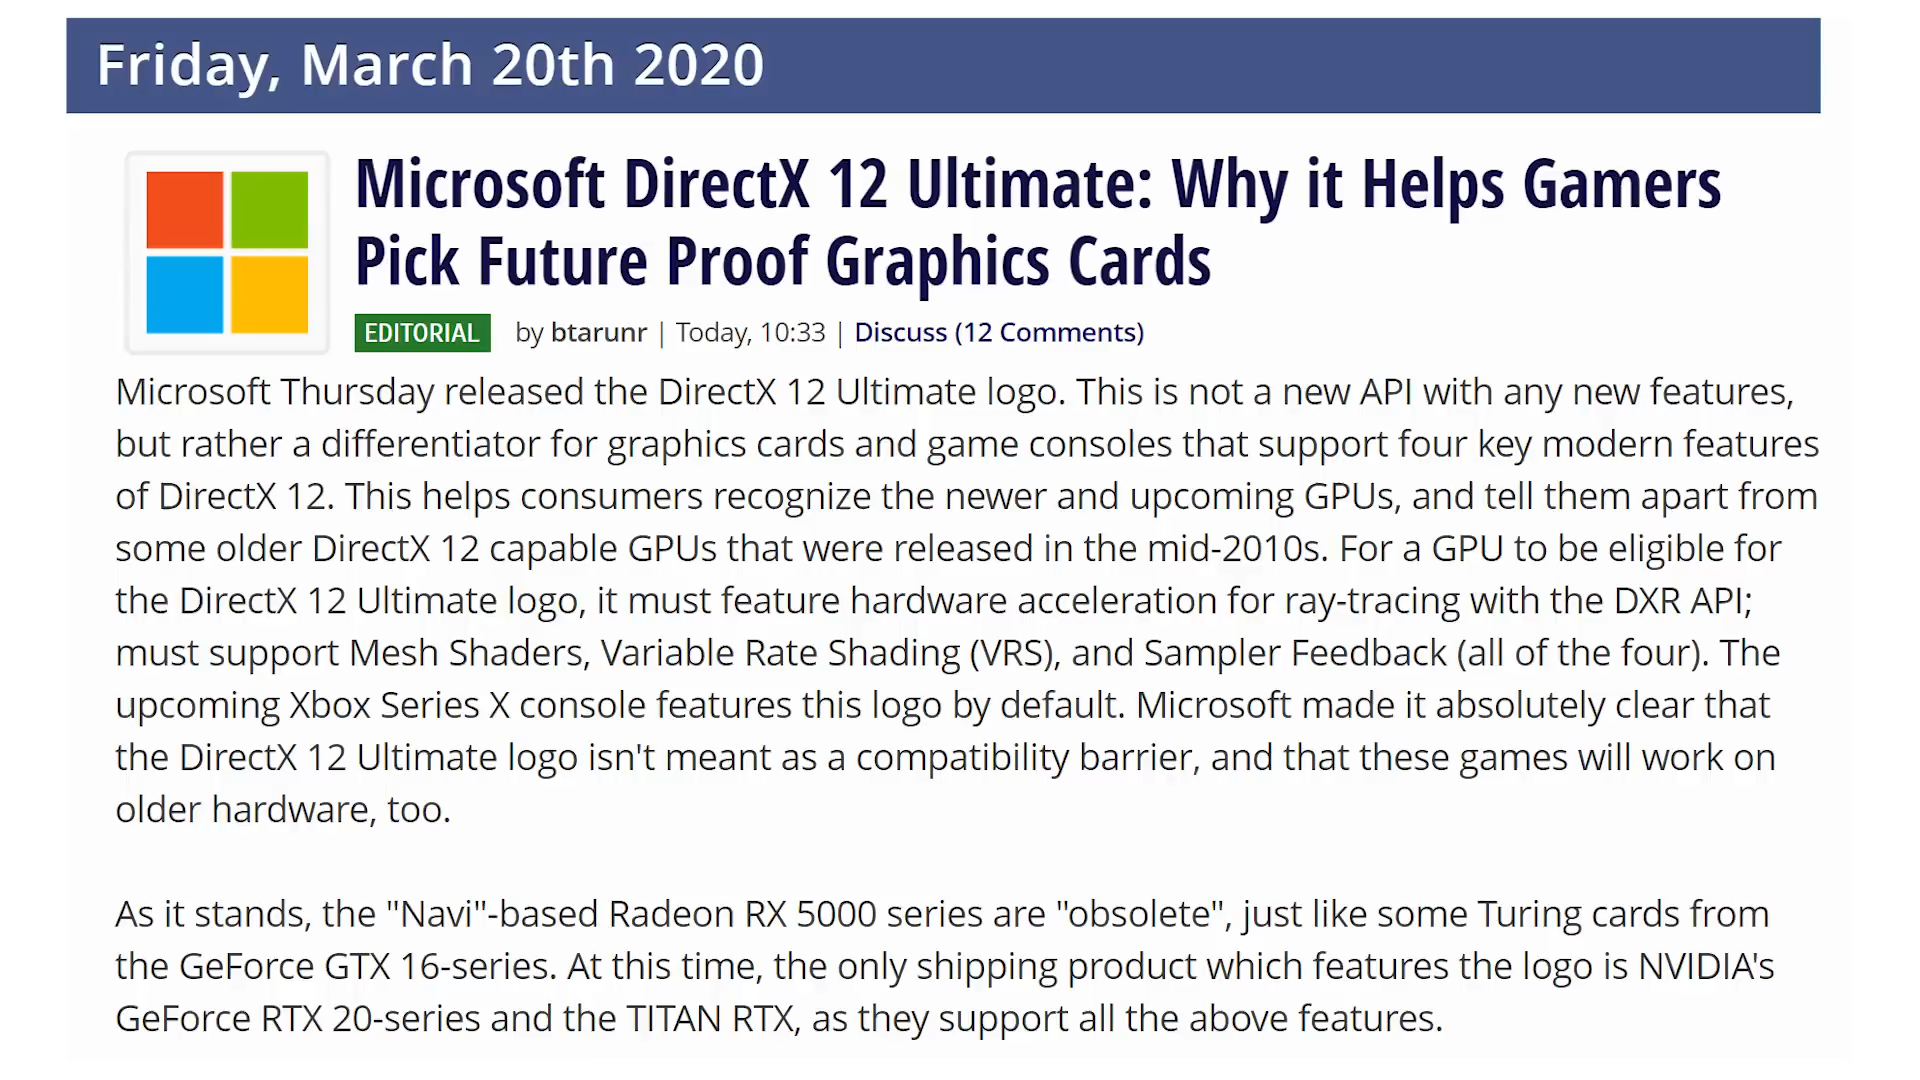 Friday, March 20th 2020
Microsoft DirectX 12 Ultimate: Why it Helps Gamers
Pick Future Proof Graphics Cards
EDITORIAL by btarunr | Today, 10:33 | Discuss (12 Comments)
Microsoft Thursday released the DirectX 12 Ultimate logo. This is not a new API with any new features,
but rather a differentiator for graphics cards and game consoles that support four key modern features
of DirectX 12. This helps consumers recognize the newer and upcoming GPUs, and tell them apart from
some older DirectX 12 capable GPUs that were released in the mid-2010s. For a GPU to be eligible for
the DirectX 12 Ultimate logo, it must feature hardware acceleration for ray-tracing with the DXR API;
must support Mesh Shaders, Variable Rate Shading (VRS), and Sampler Feedback (all of the four). The
upcoming Xbox Series X console features this logo by default. Microsoft made it absolutely clear that
the DirectX 12 Ultimate logo isn't meant as a compatibility barrier, and that these games will work on
older hardware, too.
As it stands, the "Navi"-based Radeon RX 5000 series are "obsolete", just like some Turing cards from
the GeForce GTX 16-series. At this time, the only shipping product which features the logo is NVIDIA's
GeForce RTX 20-series and the TITAN RTX, as they support all the above features.